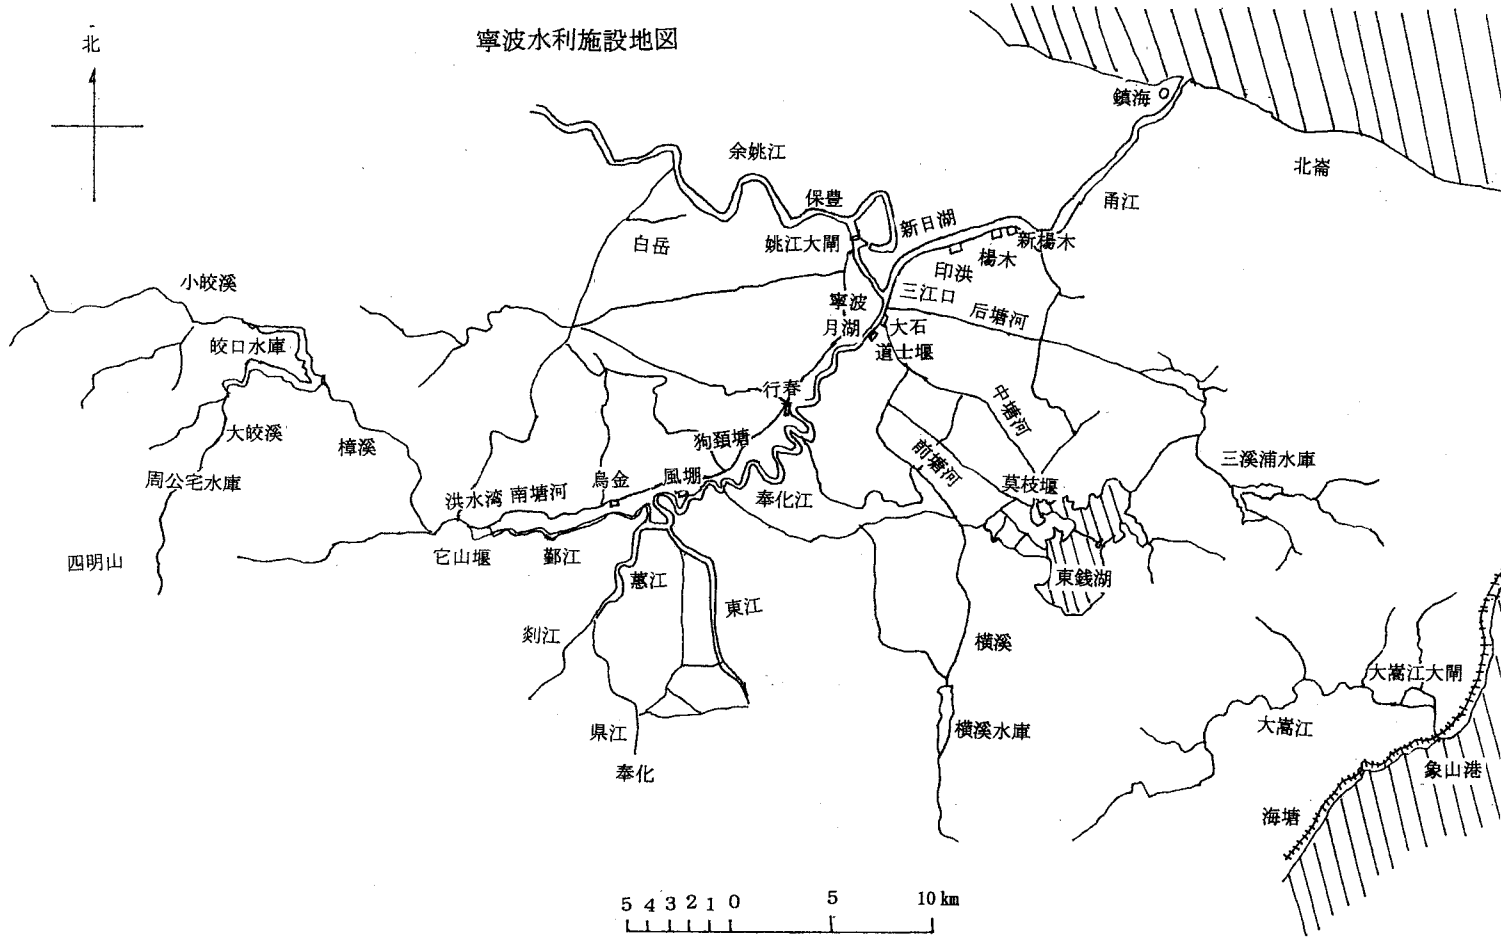 寧波水利施設地図
北
鎮海
北崙
余姚江
甬江
保豊
新日湖
白岳
姚江大閘
新楊木
楊木
印洪
小皎溪
三江口
寧波
后塘河
月湖
大石
皎口水庫
道士堰
行春
中塘河
大皎溪
樟溪
狗頚塘
前塘河
三溪浦水庫
周公宅水庫
風堋
烏金
莫枝堰
洪水湾
南塘河
奉化江
四明山
它山堰
鄞江
蕙江
東銭湖
東江
剡江
横溪
大嵩江大閘
県江
横溪水庫
大嵩江
奉化
象山港
海塘
5 4 3 2 1 0 5 10 km